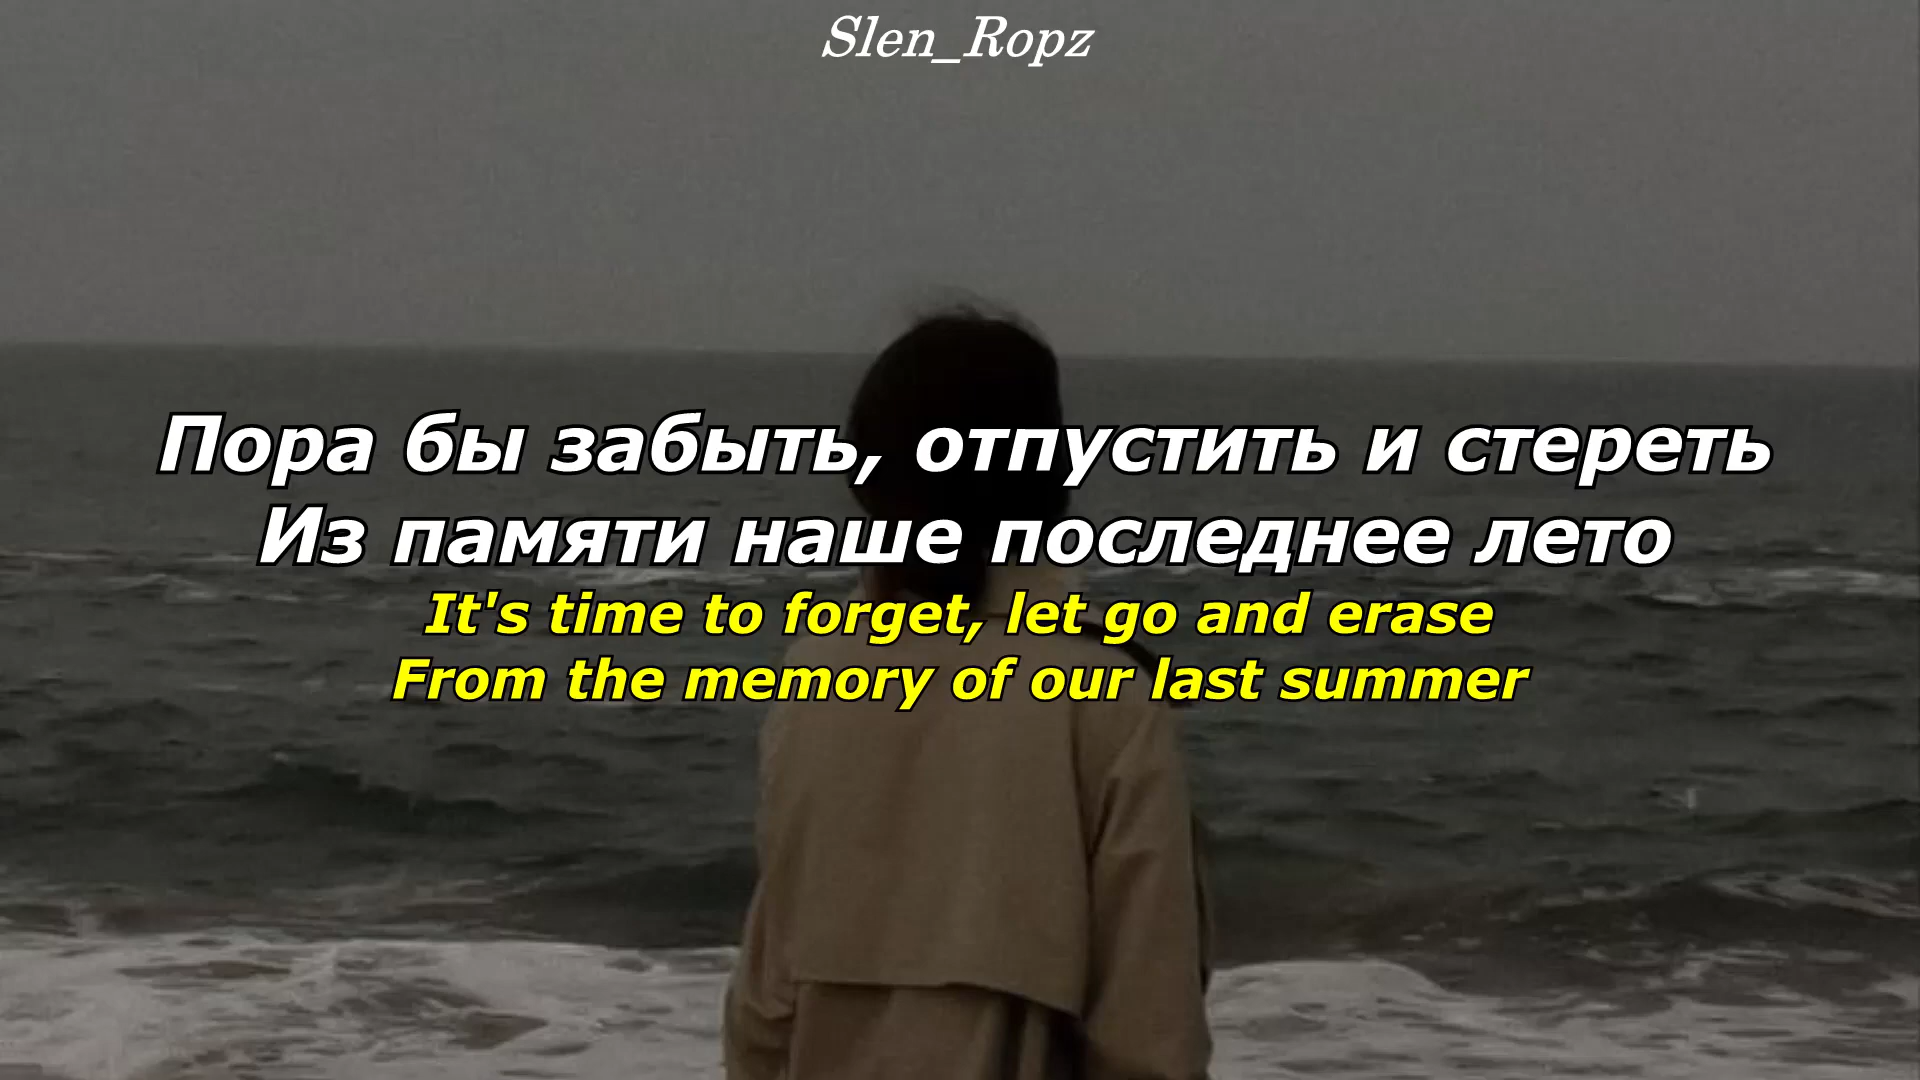 Slen_Ropz
Пора бы забыть, отпустить и стереть
Из памяти наше последнее лето
It's time to forget, let go and erase
From the memory of our last summer